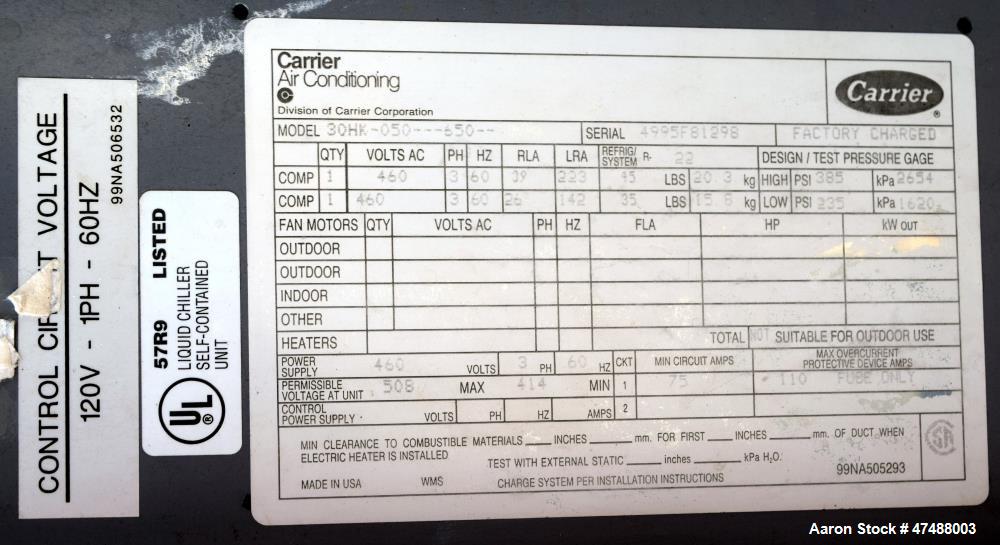 CONTROL CIR IT VOLTAGE
120V - 1PH - 60HZ
99NA506532
57R9 LISTED
LIQUID CHILLER
SELF-CONTAINED
UNIT
UL ®
Carrier
Air Conditioning
Division of Carrier Corporation
Carrier ®
MODEL 30HK-050---650-- SERIAL 4995F81298 FACTORY CHARGED
QTY VOLTS AC PH HZ RLA LRA REFRIG/ SYSTEM R- 22 DESIGN / TEST PRESSURE GAGE
COMP 1 460 3 60 39 223 45 LBS 20.3 kg HIGH PSI 385 kPa 2654
COMP 1 460 3 60 26 142 35 LBS 15.8 kg LOW PSI 235 kPa 1620
FAN MOTORS QTY VOLTS AC PH HZ FLA HP kW OUT
OUTDOOR
OUTDOOR
INDOOR
OTHER
HEATERS TOTAL NOT SUITABLE FOR OUTDOOR USE
POWER SUPPLY 460 VOLTS 3 PH 60 HZ CKT MIN CIRCUIT AMPS MAX OVERCURRENT PROTECTIVE DEVICE AMPS
PERMISSIBLE VOLTAGE AT UNIT 508 MAX 414 MIN 1 75 110 FUSE ONLY
CONTROL POWER SUPPLY VOLTS PH HZ AMPS 2
MIN CLEARANCE TO COMBUSTIBLE MATERIALS ____ INCHES ____ mm. FOR FIRST ____ INCHES ____ mm. OF DUCT WHEN
ELECTRIC HEATER IS INSTALLED TEST WITH EXTERNAL STATIC ____ inches ____ kPa H2O.
MADE IN USA WMS CHARGE SYSTEM PER INSTALLATION INSTRUCTIONS 99NA505293
Aaron Stock # 47488003